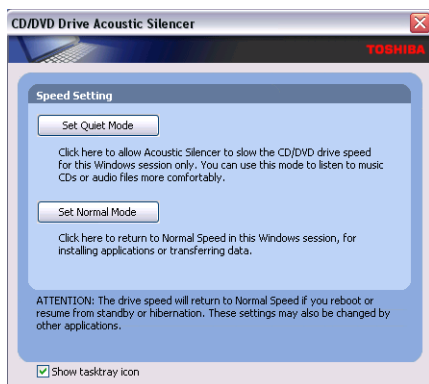 CD/DVD Drive Acoustic Silencer
TOSHIBA
Speed Setting
Set Quiet Mode
Click here to allow Acoustic Silencer to slow the CD/DVD drive speed
for this Windows session only. You can use this mode to listen to music
CDs or audio files more comfortably.
Set Normal Mode
Click here to return to Normal Speed in this Windows session, for
installing applications or transferring data.
ATTENTION: The drive speed will return to Normal Speed if you reboot or
resume from standby or hibernation. These settings may also be changed by
other applications.
Show tasktray icon